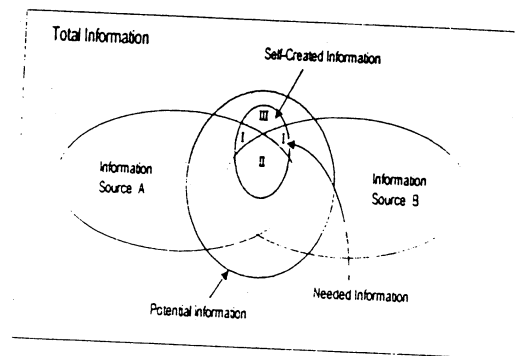 Total Information
Self-Created Information
III
I
I
II
Information
Source A
Information
Source B
Needed Information
Potential information